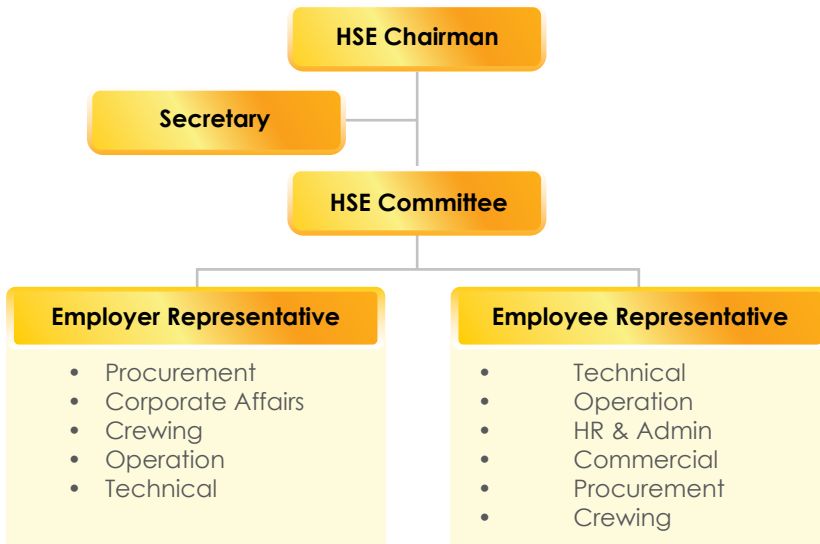 HSE Chairman
Secretary
HSE Committee
Employer Representative
• Procurement
• Corporate Affairs
• Crewing
• Operation
• Technical
Employee Representative
• Technical
• Operation
• HR & Admin
• Commercial
• Procurement
• Crewing